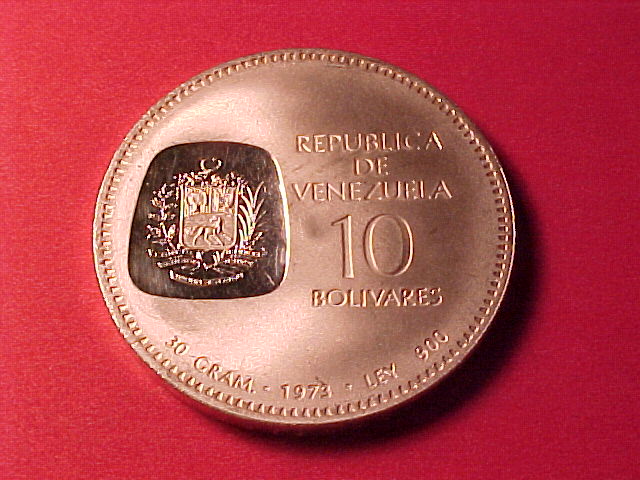 REPUBLICA
DE
VENEZUELA
10
BOLIVARES
30 GRAM. · 1973 · LEY 900